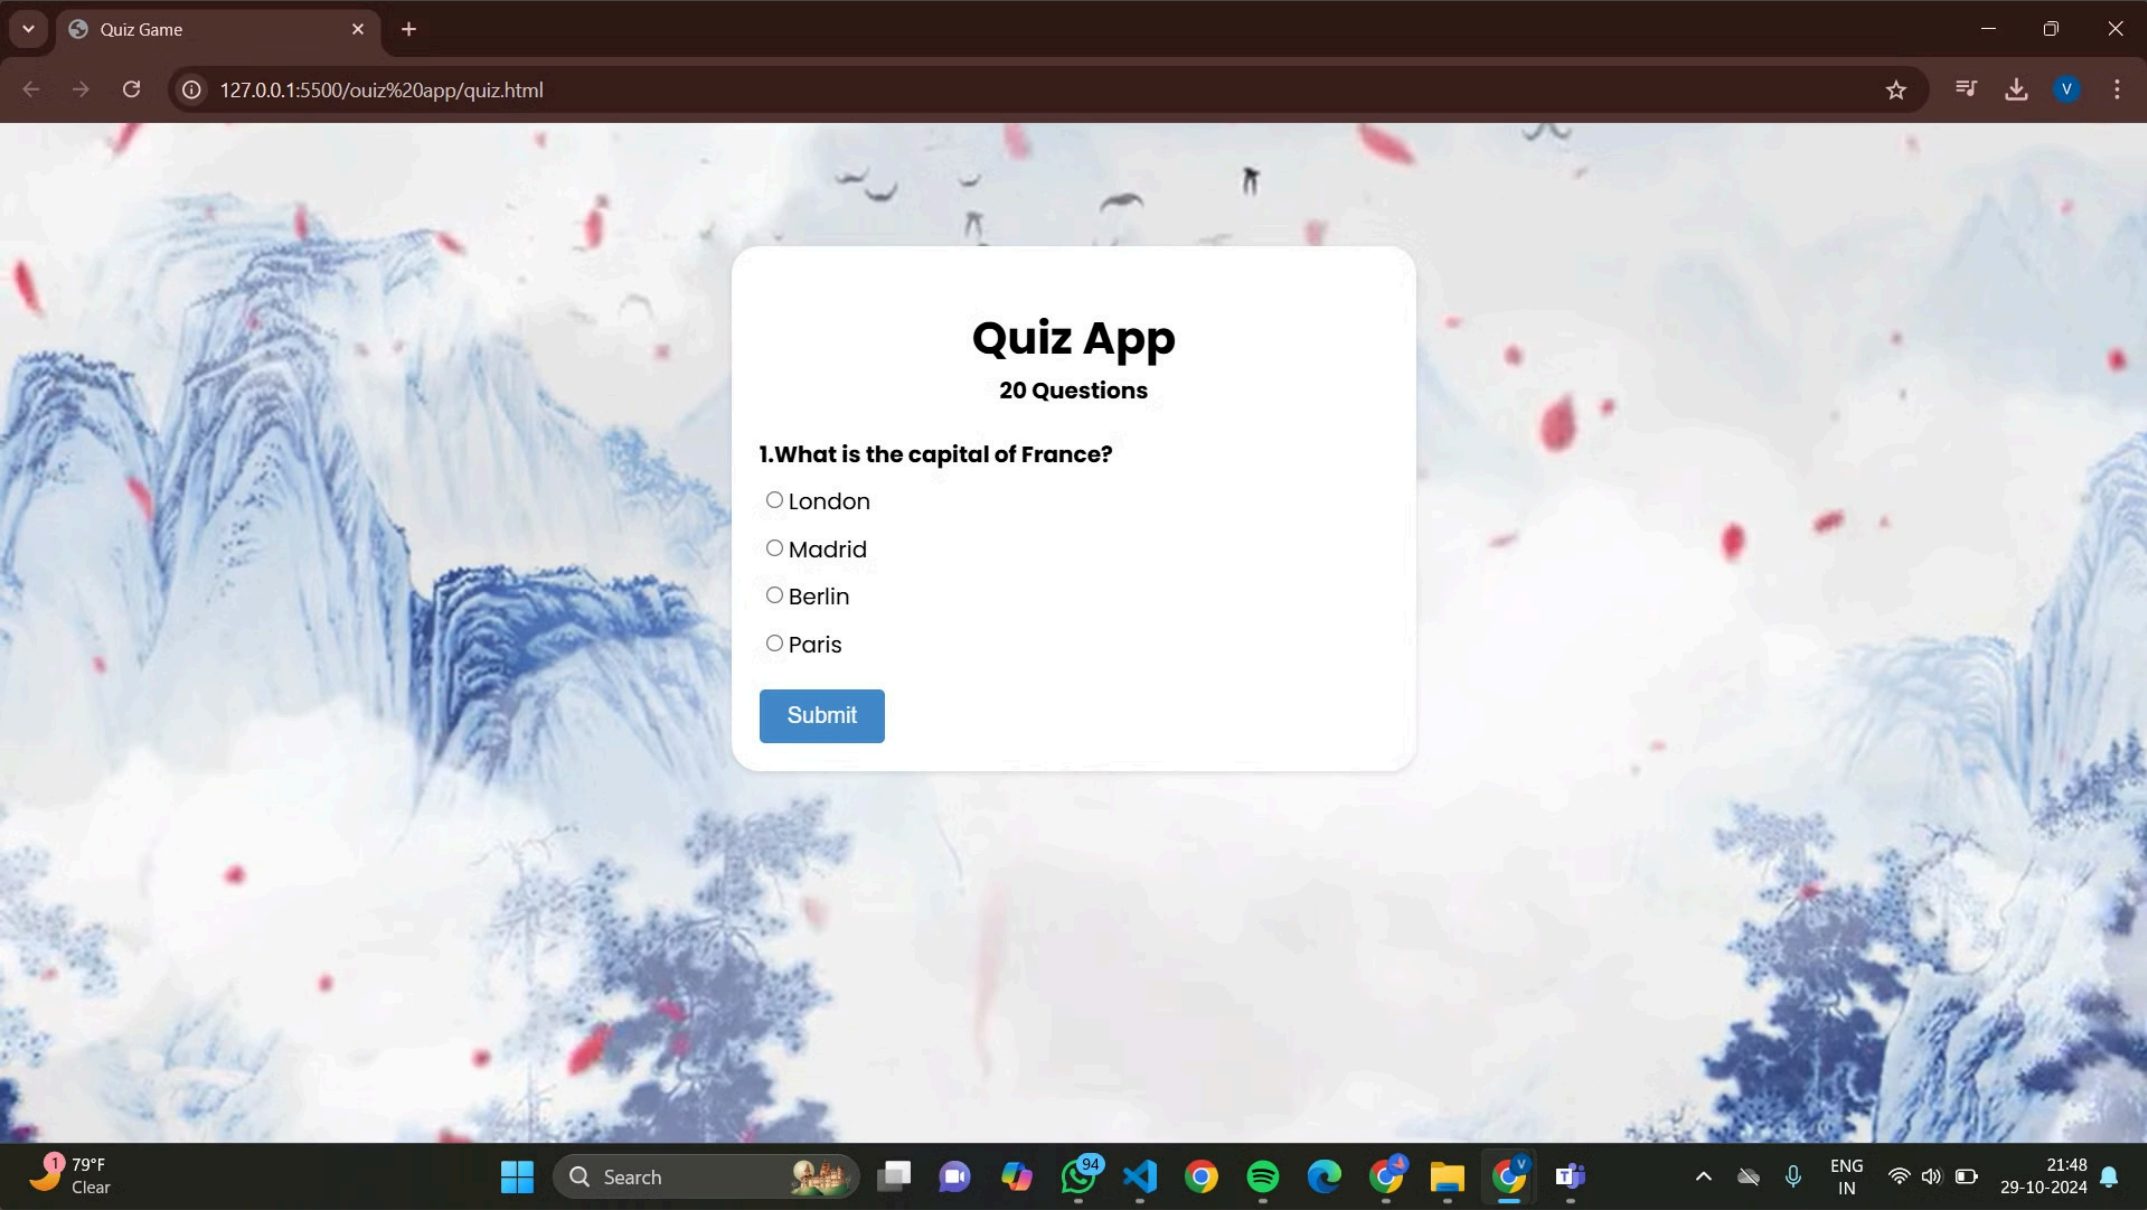 Quiz Game
127.0.0.1:5500/ouiz%20app/quiz.html
V
Quiz App
20 Questions
1.What is the capital of France?
London
Madrid
Berlin
Paris
Submit
1
79°F
Clear
Search
94
V
T
ENG
IN
21:48
29-10-2024